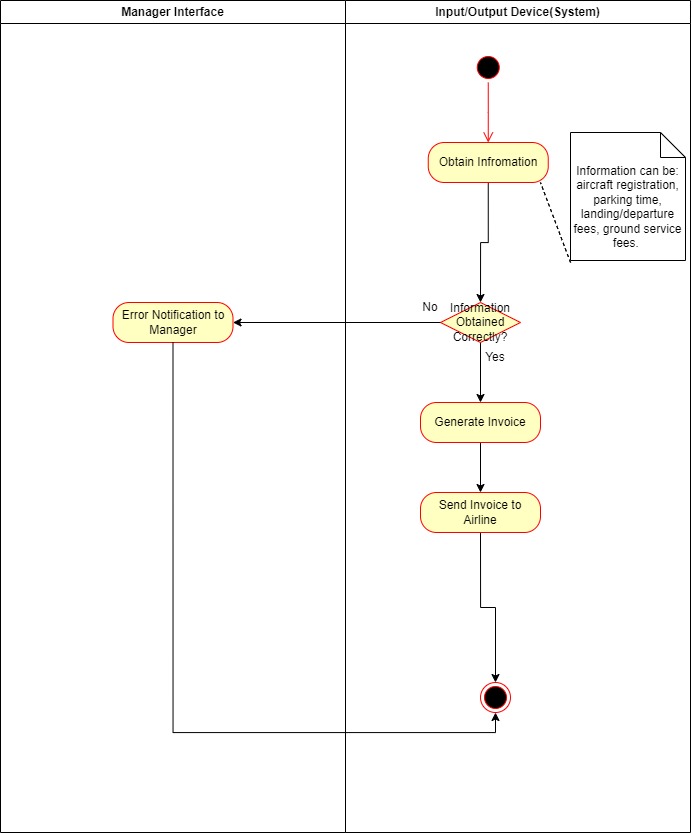 Manager Interface
Input/Output Device(System)
Obtain Infromation
Information can be:
aircraft registration,
parking time,
landing/departure
fees, ground service
fees.
Error Notification to
Manager
No
Information
Obtained
Correctly?
Yes
Generate Invoice
Send Invoice to
Airline